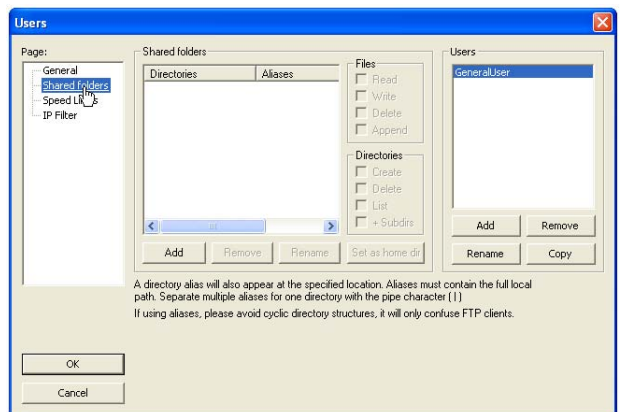 Users
Page:
General
Shared folders
Speed Li
IP Filter
Shared folders
Directories Aliases
Files
Read
Write
Delete
Append
Directories
Create
Delete
List
+ Subdirs
Add Remove Rename Set as home dir
Users
GeneralUser
Add Remove
Rename Copy
A directory alias will also appear at the specified location. Aliases must contain the full local
path. Separate multiple aliases for one directory with the pipe character ( | )
If using aliases, please avoid cyclic directory structures, it will only confuse FTP clients.
OK
Cancel